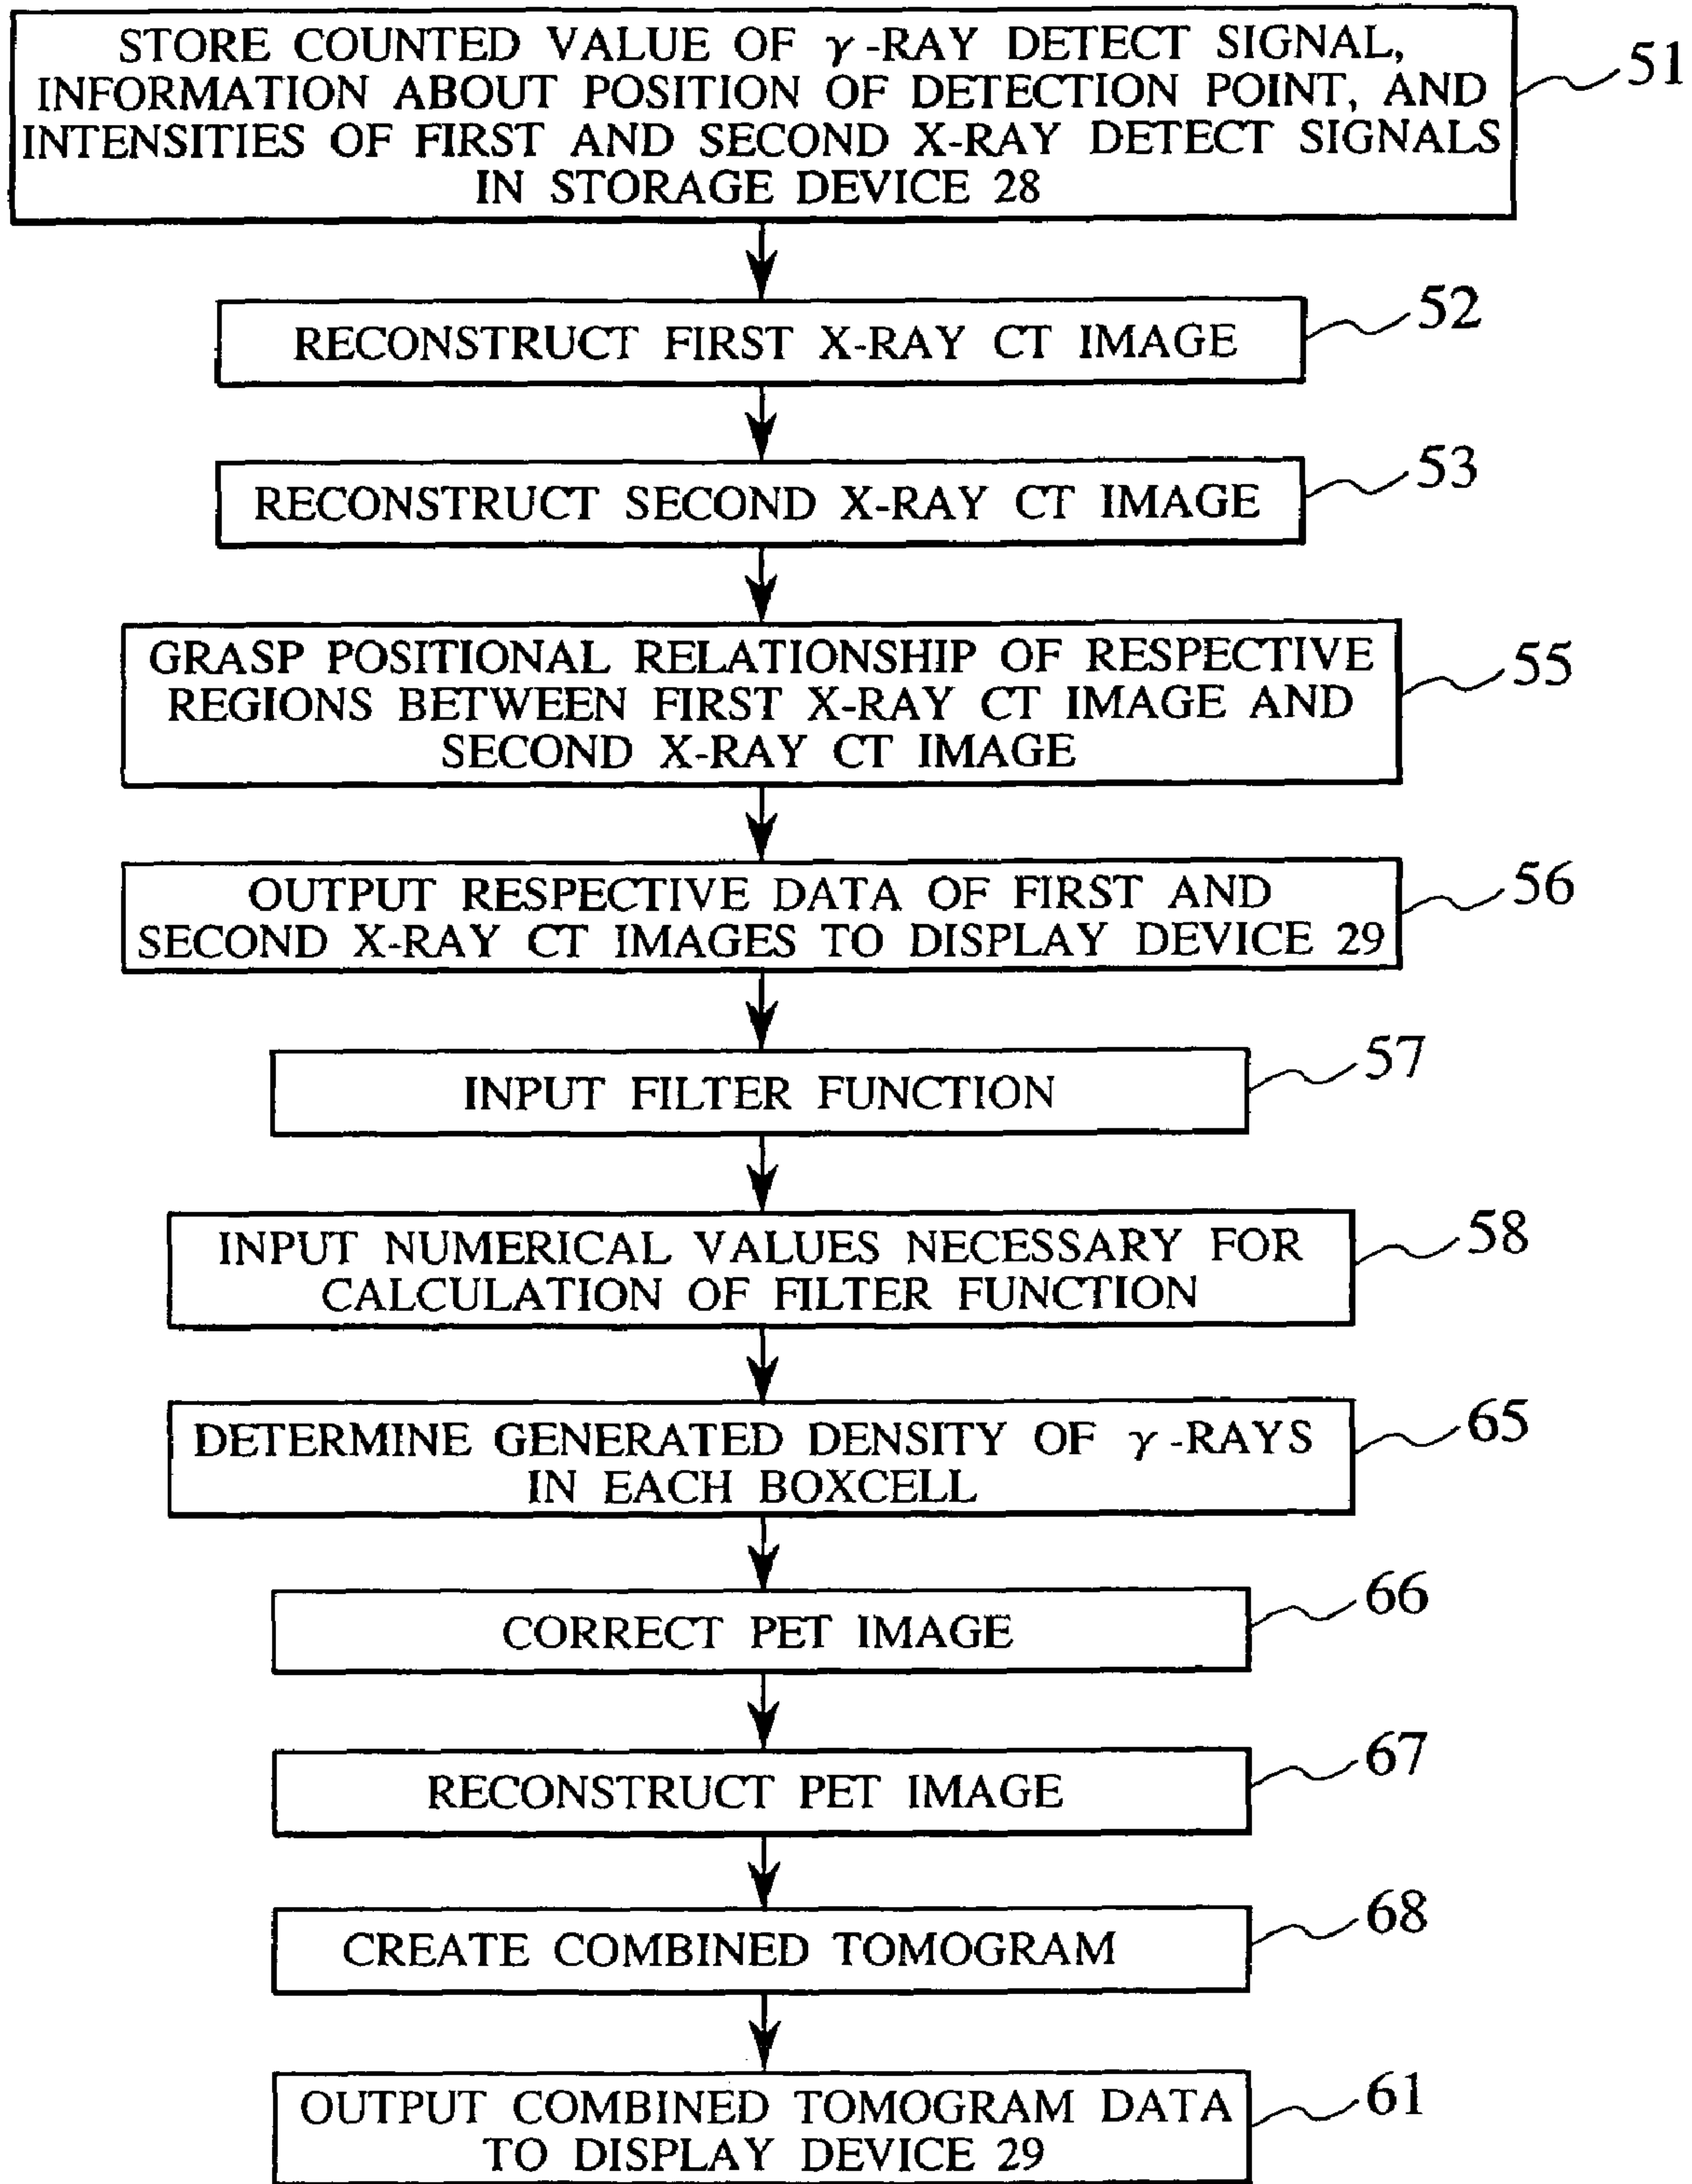 STORE COUNTED VALUE OF γ-RAY DETECT SIGNAL,
INFORMATION ABOUT POSITION OF DETECTION POINT, AND
INTENSITIES OF FIRST AND SECOND X-RAY DETECT SIGNALS
IN STORAGE DEVICE 28
51
RECONSTRUCT FIRST X-RAY CT IMAGE
52
RECONSTRUCT SECOND X-RAY CT IMAGE
53
GRASP POSITIONAL RELATIONSHIP OF RESPECTIVE
REGIONS BETWEEN FIRST X-RAY CT IMAGE AND
SECOND X-RAY CT IMAGE
55
OUTPUT RESPECTIVE DATA OF FIRST AND
SECOND X-RAY CT IMAGES TO DISPLAY DEVICE 29
56
INPUT FILTER FUNCTION
57
INPUT NUMERICAL VALUES NECESSARY FOR
CALCULATION OF FILTER FUNCTION
58
DETERMINE GENERATED DENSITY OF γ-RAYS
IN EACH BOXCELL
65
CORRECT PET IMAGE
66
RECONSTRUCT PET IMAGE
67
CREATE COMBINED TOMOGRAM
68
OUTPUT COMBINED TOMOGRAM DATA
TO DISPLAY DEVICE 29
61